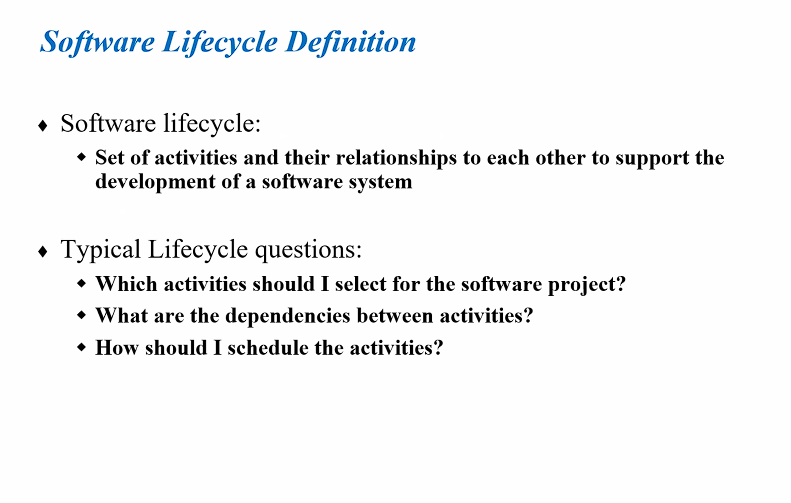 Software Lifecycle Definition
♦ Software lifecycle:
◆ Set of activities and their relationships to each other to support the
development of a software system
♦ Typical Lifecycle questions:
◆ Which activities should I select for the software project?
◆ What are the dependencies between activities?
◆ How should I schedule the activities?